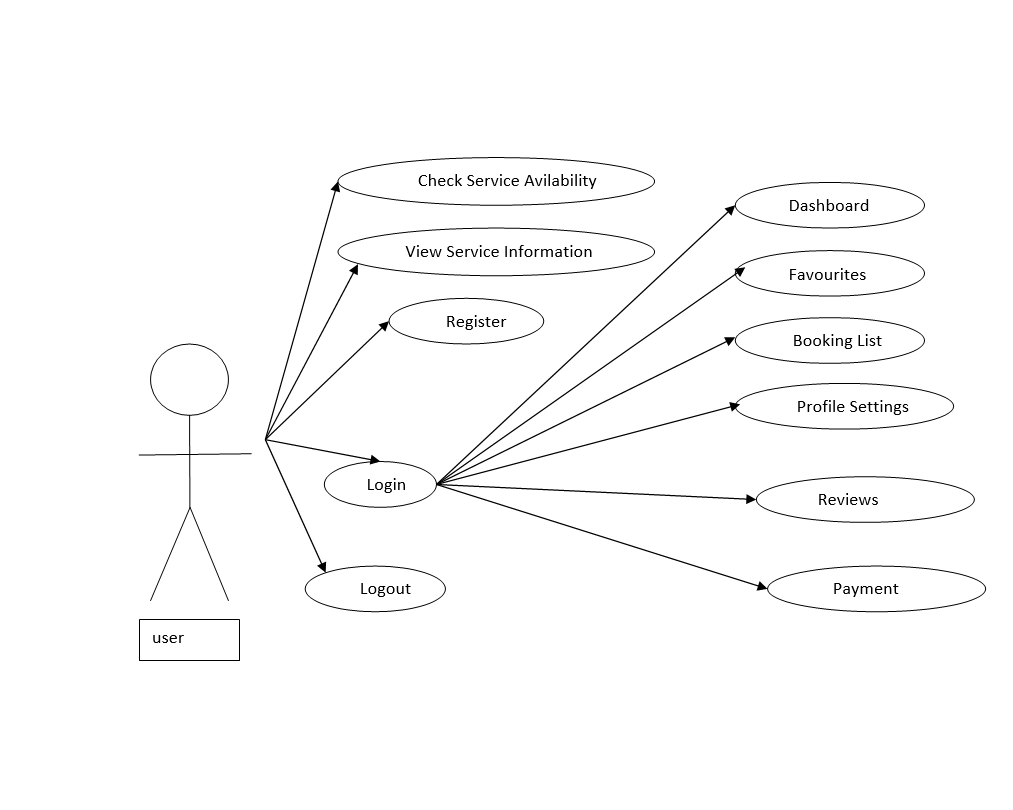 Check Service Avilability
View Service Information
Register
Login
Logout
Dashboard
Favourites
Booking List
Profile Settings
Reviews
Payment
user